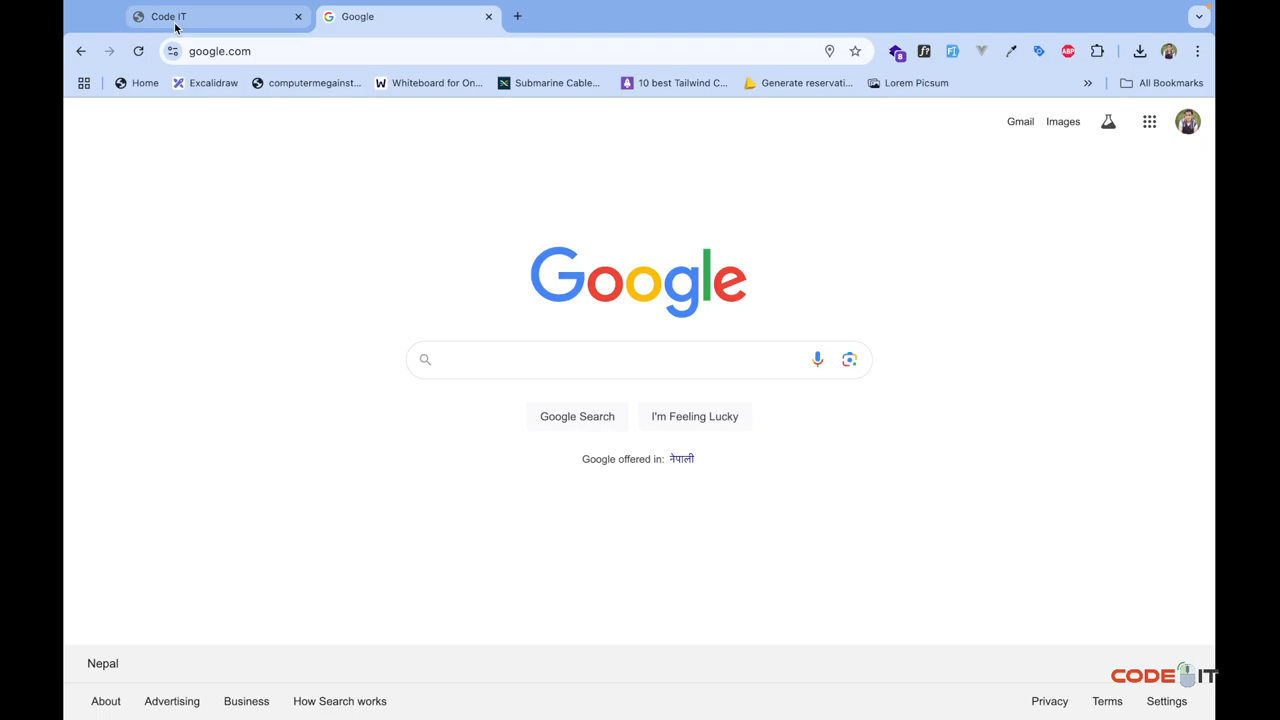 Code IT
Google
google.com
8
ABP
Home
Excalidraw
computermegainst...
Whiteboard for On...
Submarine Cable...
10 best Tailwind C...
Generate reservati...
Lorem Picsum
All Bookmarks
Gmail
Images
Google
Google Search
I'm Feeling Lucky
Google offered in: नेपाली
Nepal
CODE IT
About
Advertising
Business
How Search works
Privacy
Terms
Settings